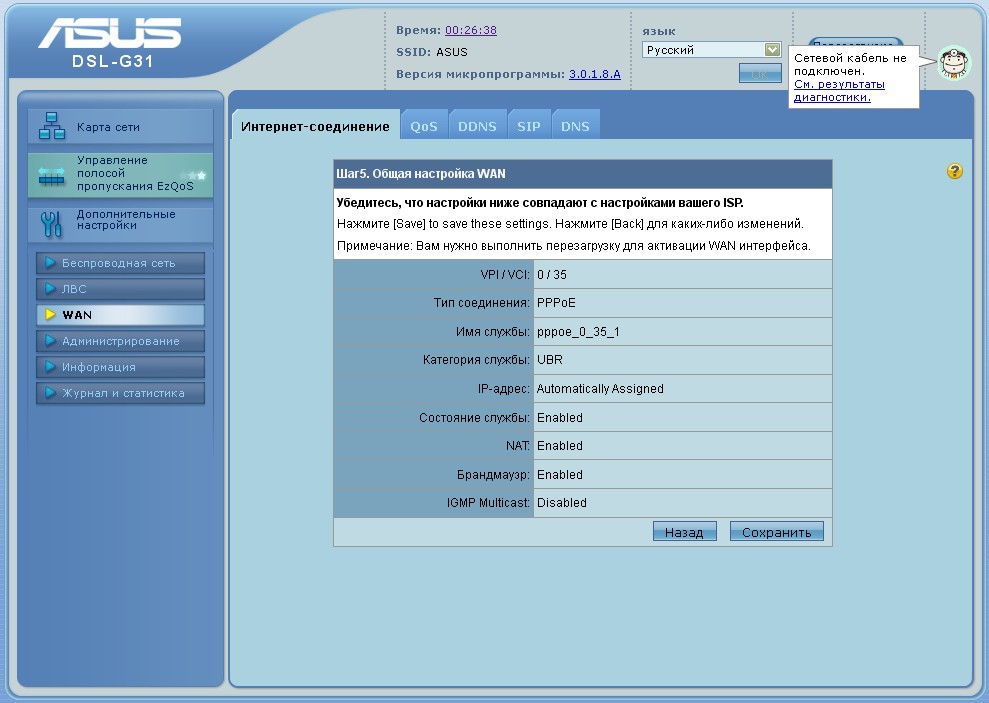 ASUS
DSL-G31
Время: 00:26:38
SSID: ASUS
Версия микропрограммы: 3.0.1.8.A
язык
Русский
Сетевой кабель не
подключен.
См. результаты
диагностики.
Карта сети
Управление
полосой
пропускания EzQoS
Дополнительные
настройки
Беспроводная сеть
ЛВС
WAN
Администрирование
Информация
Журнал и статистика
Интернет-соединение QoS DDNS SIP DNS
Шаг5. Общая настройка WAN
Убедитесь, что настройки ниже совпадают с настройками вашего ISP.
Нажмите [Save] to save these settings. Нажмите [Back] для каких-либо изменений.
Примечание: Вам нужно выполнить перезагрузку для активации WAN интерфейса.
VPI / VCI: 0 / 35
Тип соединения: PPPoE
Имя службы: pppoe_0_35_1
Категория службы: UBR
IP-адрес: Automatically Assigned
Состояние службы: Enabled
NAT: Enabled
Брандмауэр: Enabled
IGMP Multicast: Disabled
Назад Сохранить